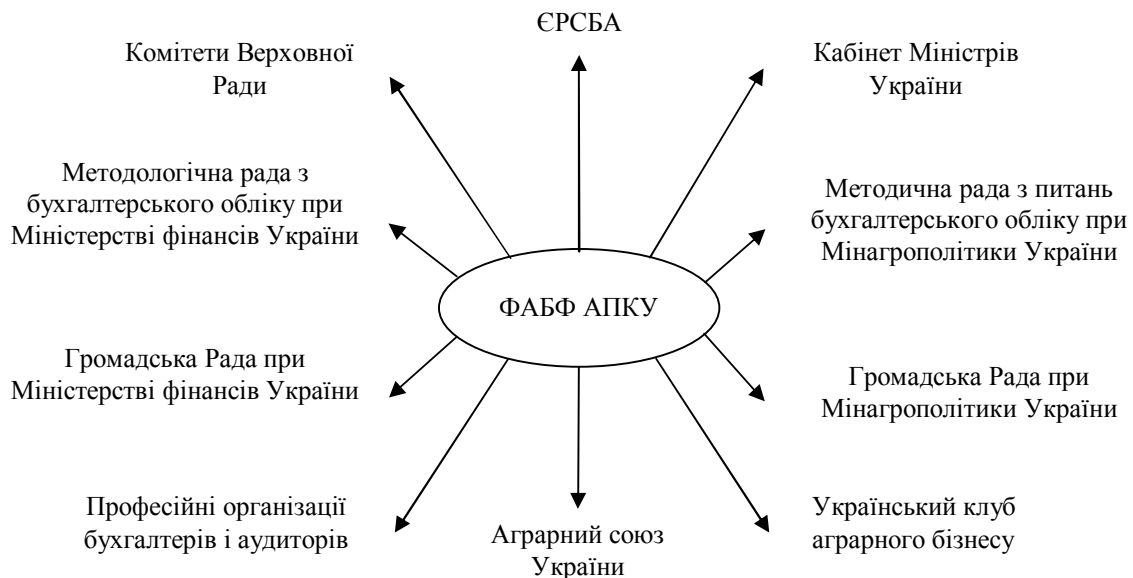 ЄРСБА
Комітети Верховної
Ради
Кабінет Міністрів
України
Методологічна рада з
бухгалтерського обліку при
Міністерстві фінансів України
Методична рада з питань
бухгалтерського обліку при
Мінагрополітики України
ФАБФ АПКУ
Громадська Рада при
Міністерстві фінансів України
Громадська Рада при
Мінагрополітики України
Професійні організації
бухгалтерів і аудиторів
Аграрний союз
України
Український клуб
аграрного бізнесу